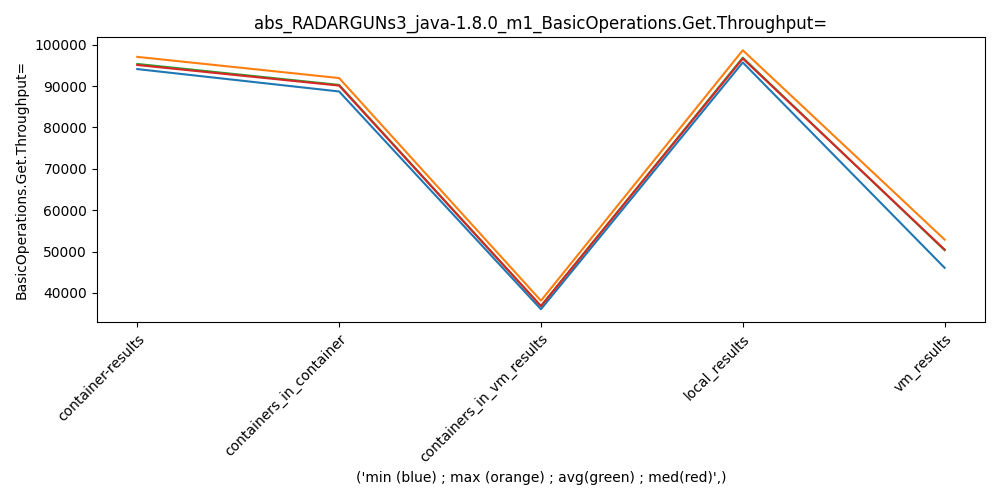 abs_RADARGUNs3_java-1.8.0_m1_BasicOperations.Get.Throughput=
BasicOperations.Get.Throughput=
100000
90000
80000
70000
60000
50000
40000
container-results
containers_in_container
containers_in_vm_results
local_results
vm_results
('min (blue) ; max (orange) ; avg(green) ; med(red)',)